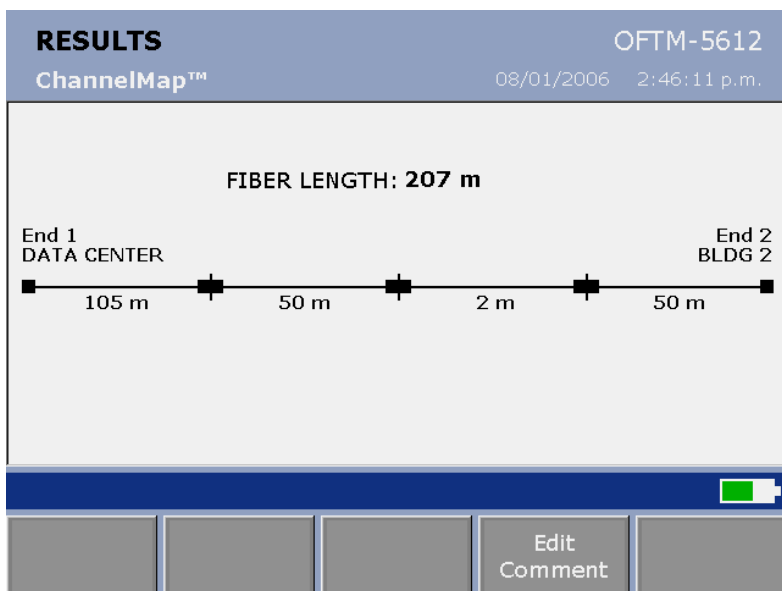 RESULTS OFTM-5612
ChannelMap™ 08/01/2006 2:46:11 p.m.
FIBER LENGTH: 207 m
End 1 End 2
DATA CENTER BLDG 2
105 m 50 m 2 m 50 m
Edit
Comment